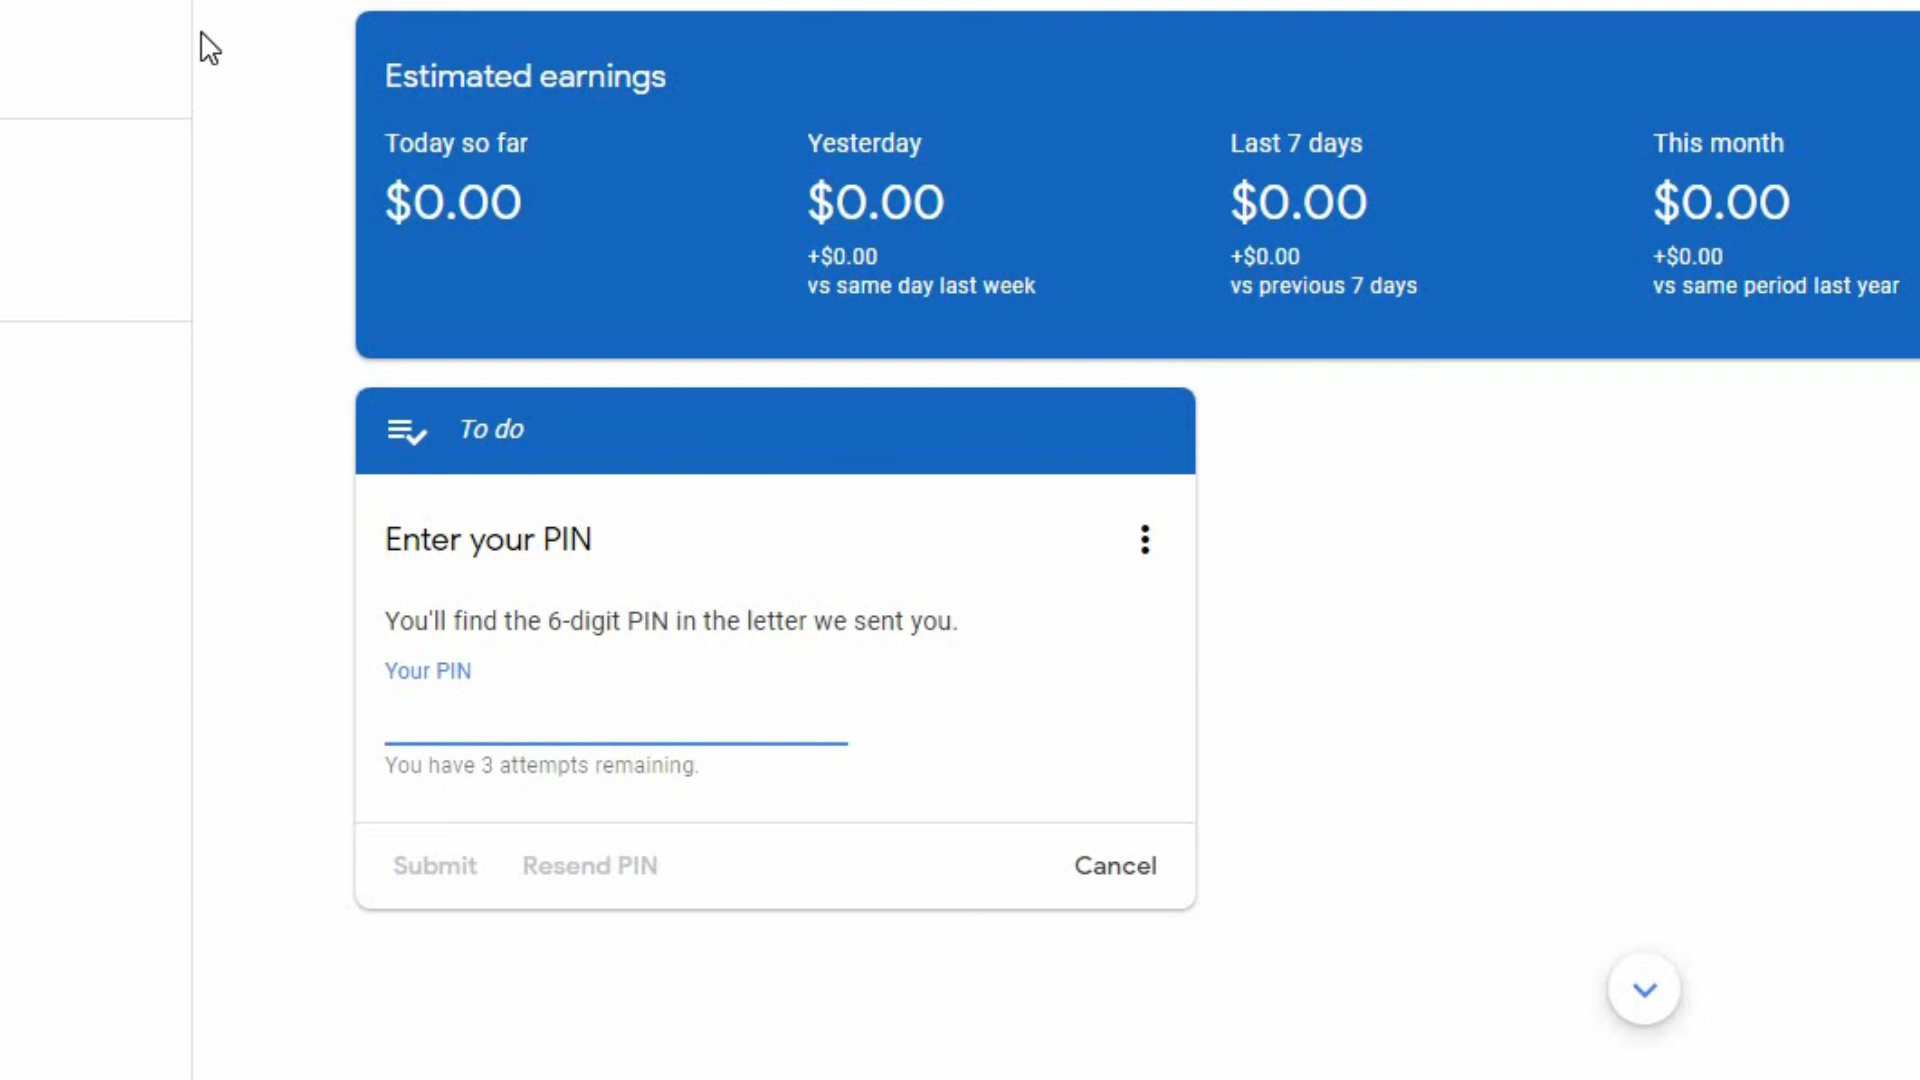 Estimated earnings
Today so far
$0.00
Yesterday
$0.00
+$0.00
vs same day last week
Last 7 days
$0.00
+$0.00
vs previous 7 days
This month
$0.00
+$0.00
vs same period last year
To do
Enter your PIN
You'll find the 6-digit PIN in the letter we sent you.
Your PIN
You have 3 attempts remaining.
Submit
Resend PIN
Cancel